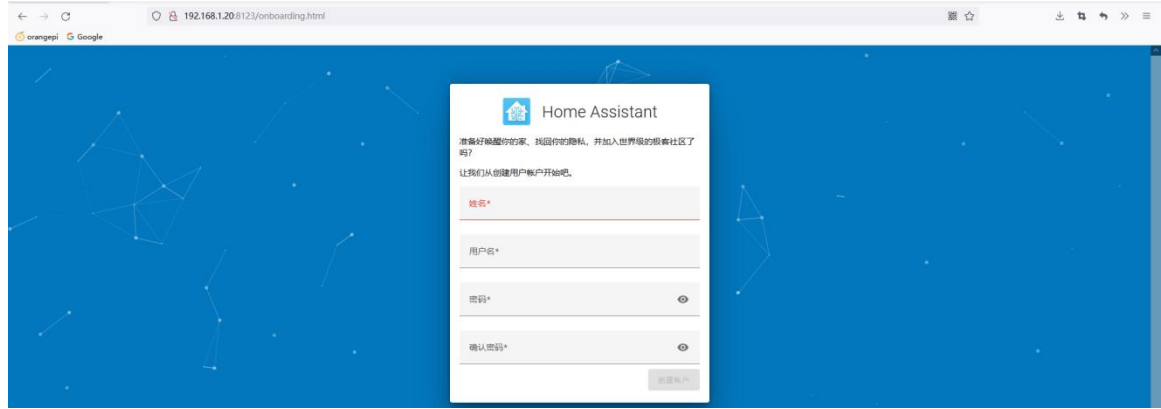 192.168.1.20:8123/onboarding.html
orangepi Google
Home Assistant
准备好唤醒你的家、找回你的隐私，并加入世界级的极客社区了
吗?
让我们从创建用户帐户开始吧。
姓名*
用户名*
密码*
确认密码*
创建帐户